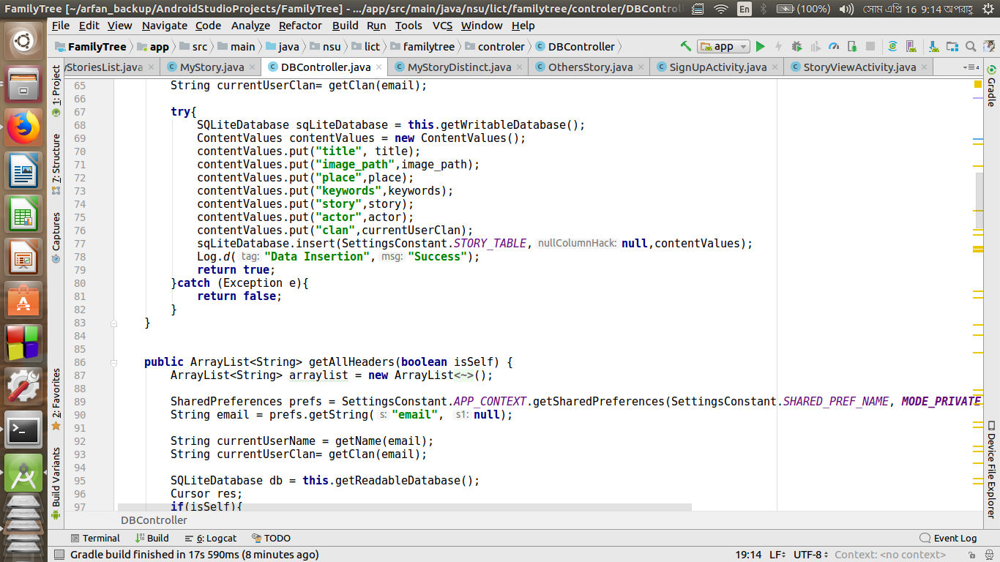 FamilyTree [~/arfan_backup/AndroidStudioProjects/FamilyTree] - .../app/src/main/java/nsu/lict/familytree/controler/DBControll
En (100%) সোম এপ্রি 16 9:14 অপরাহ্ণ
File Edit View Navigate Code Analyze Refactor Build Run Tools VCS Window Help
FamilyTree app src main java nsu lict familytree controler DBController app
yStoriesList.java MyStory.java DBController.java MyStoryDistinct.java OthersStory.java SignUpActivity.java StoryViewActivity.java 4
1: Project
7: Structure
Captures
2: Favorites
Build Variants
65 String currentUserClan= getClan(email);
66
67 try{
68 SQLiteDatabase sqLiteDatabase = this.getWritableDatabase();
69 ContentValues contentValues = new ContentValues();
70 contentValues.put("title", title);
71 contentValues.put("image_path",image_path);
72 contentValues.put("place",place);
73 contentValues.put("keywords",keywords);
74 contentValues.put("story",story);
75 contentValues.put("actor",actor);
76 contentValues.put("clan",currentUserClan);
77 sqLiteDatabase.insert(SettingsConstant.STORY_TABLE, nullColumnHack: null,contentValues);
78 Log.d( tag: "Data Insertion", msg: "Success");
79 return true;
80 }catch (Exception e){
81 return false;
82 }
83 }
84
85
86 public ArrayList<String> getAllHeaders(boolean isSelf) {
87 ArrayList<String> arraylist = new ArrayList<~>();
88
89 SharedPreferences prefs = SettingsConstant.APP_CONTEXT.getSharedPreferences(SettingsConstant.SHARED_PREF_NAME, MODE_PRIVATE
90 String email = prefs.getString( s: "email", s1: null);
91
92 String currentUserName = getName(email);
93 String currentUserClan= getClan(email);
94
95 SQLiteDatabase db = this.getReadableDatabase();
96 Cursor res;
97 if(isSelf){
Gradle
Device File Explorer
DBController
Terminal Build 6: Logcat TODO Event Log
Gradle build finished in 17s 590ms (8 minutes ago) 19:14 LF UTF-8 Context: <no context>